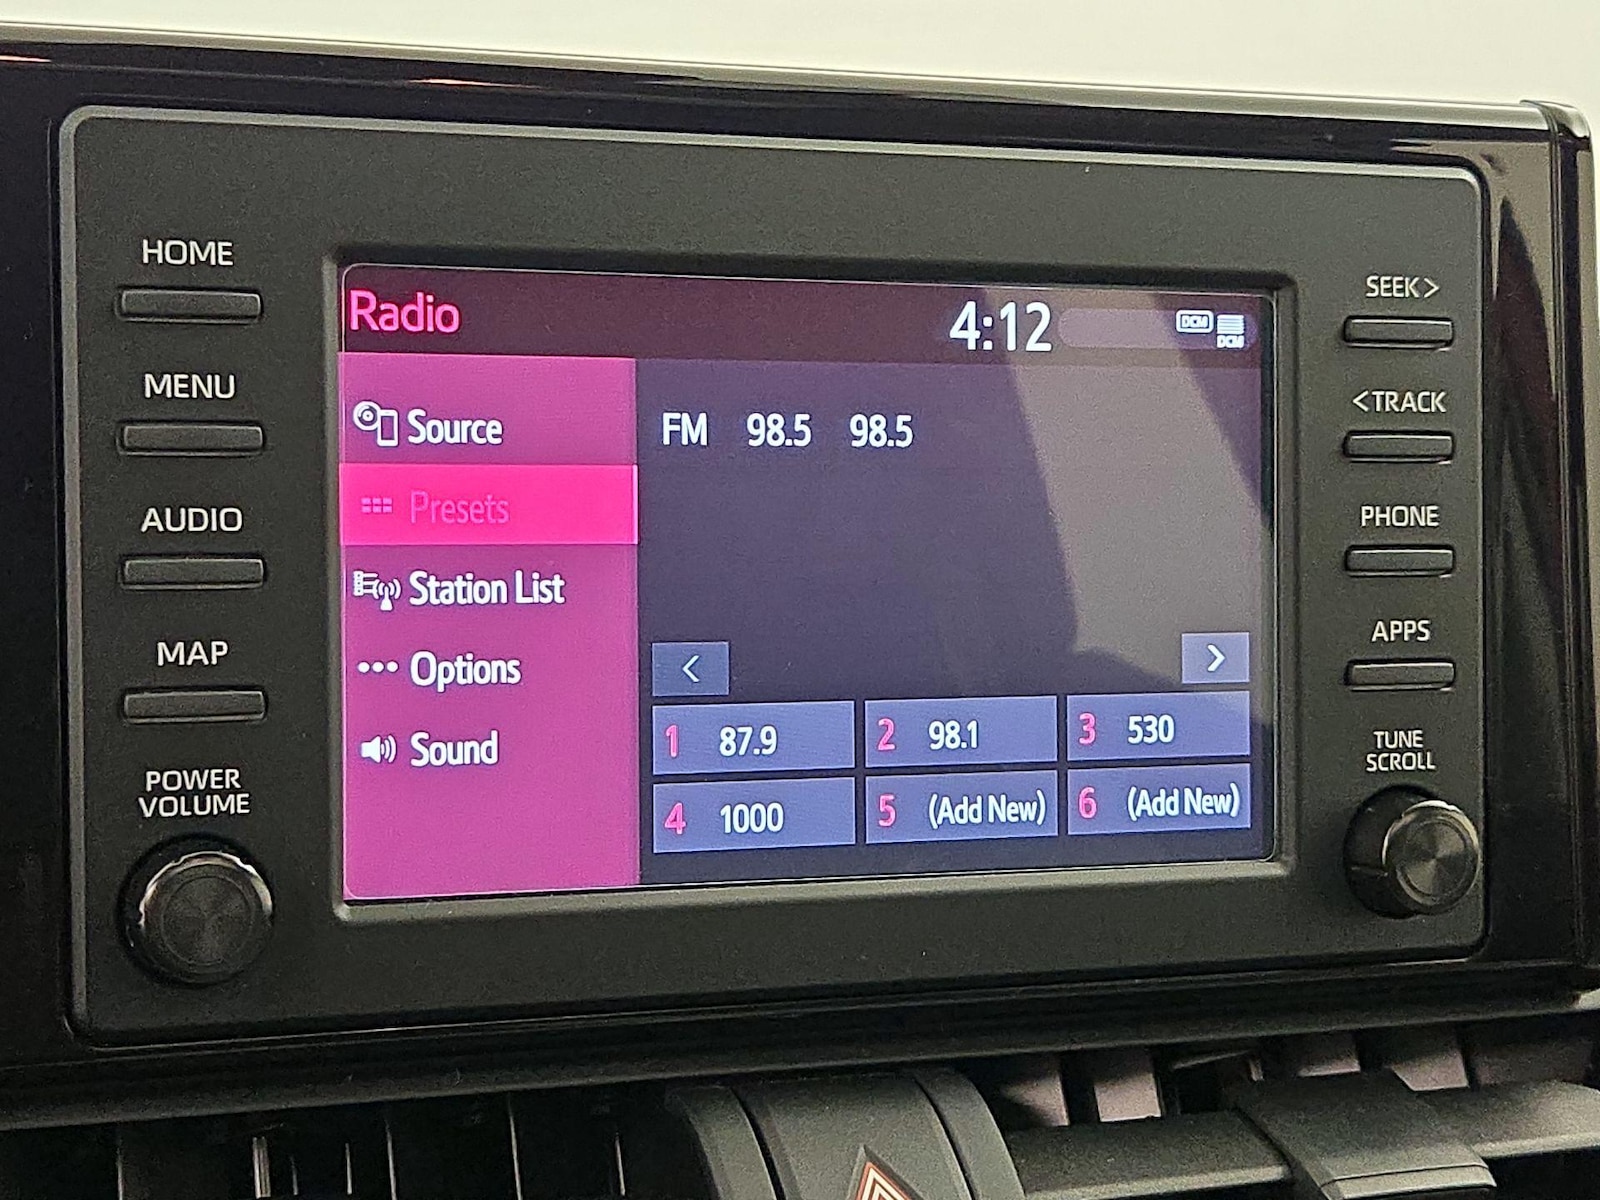 HOME
MENU
AUDIO
MAP
POWER
VOLUME
Radio
4:12
DCM
DCM
Source
Presets
Station List
Options
Sound
FM 98.5 98.5
<
>
1 87.9
2 98.1
3 530
4 1000
5 (Add New)
6 (Add New)
SEEK>
<TRACK
PHONE
APPS
TUNE
SCROLL